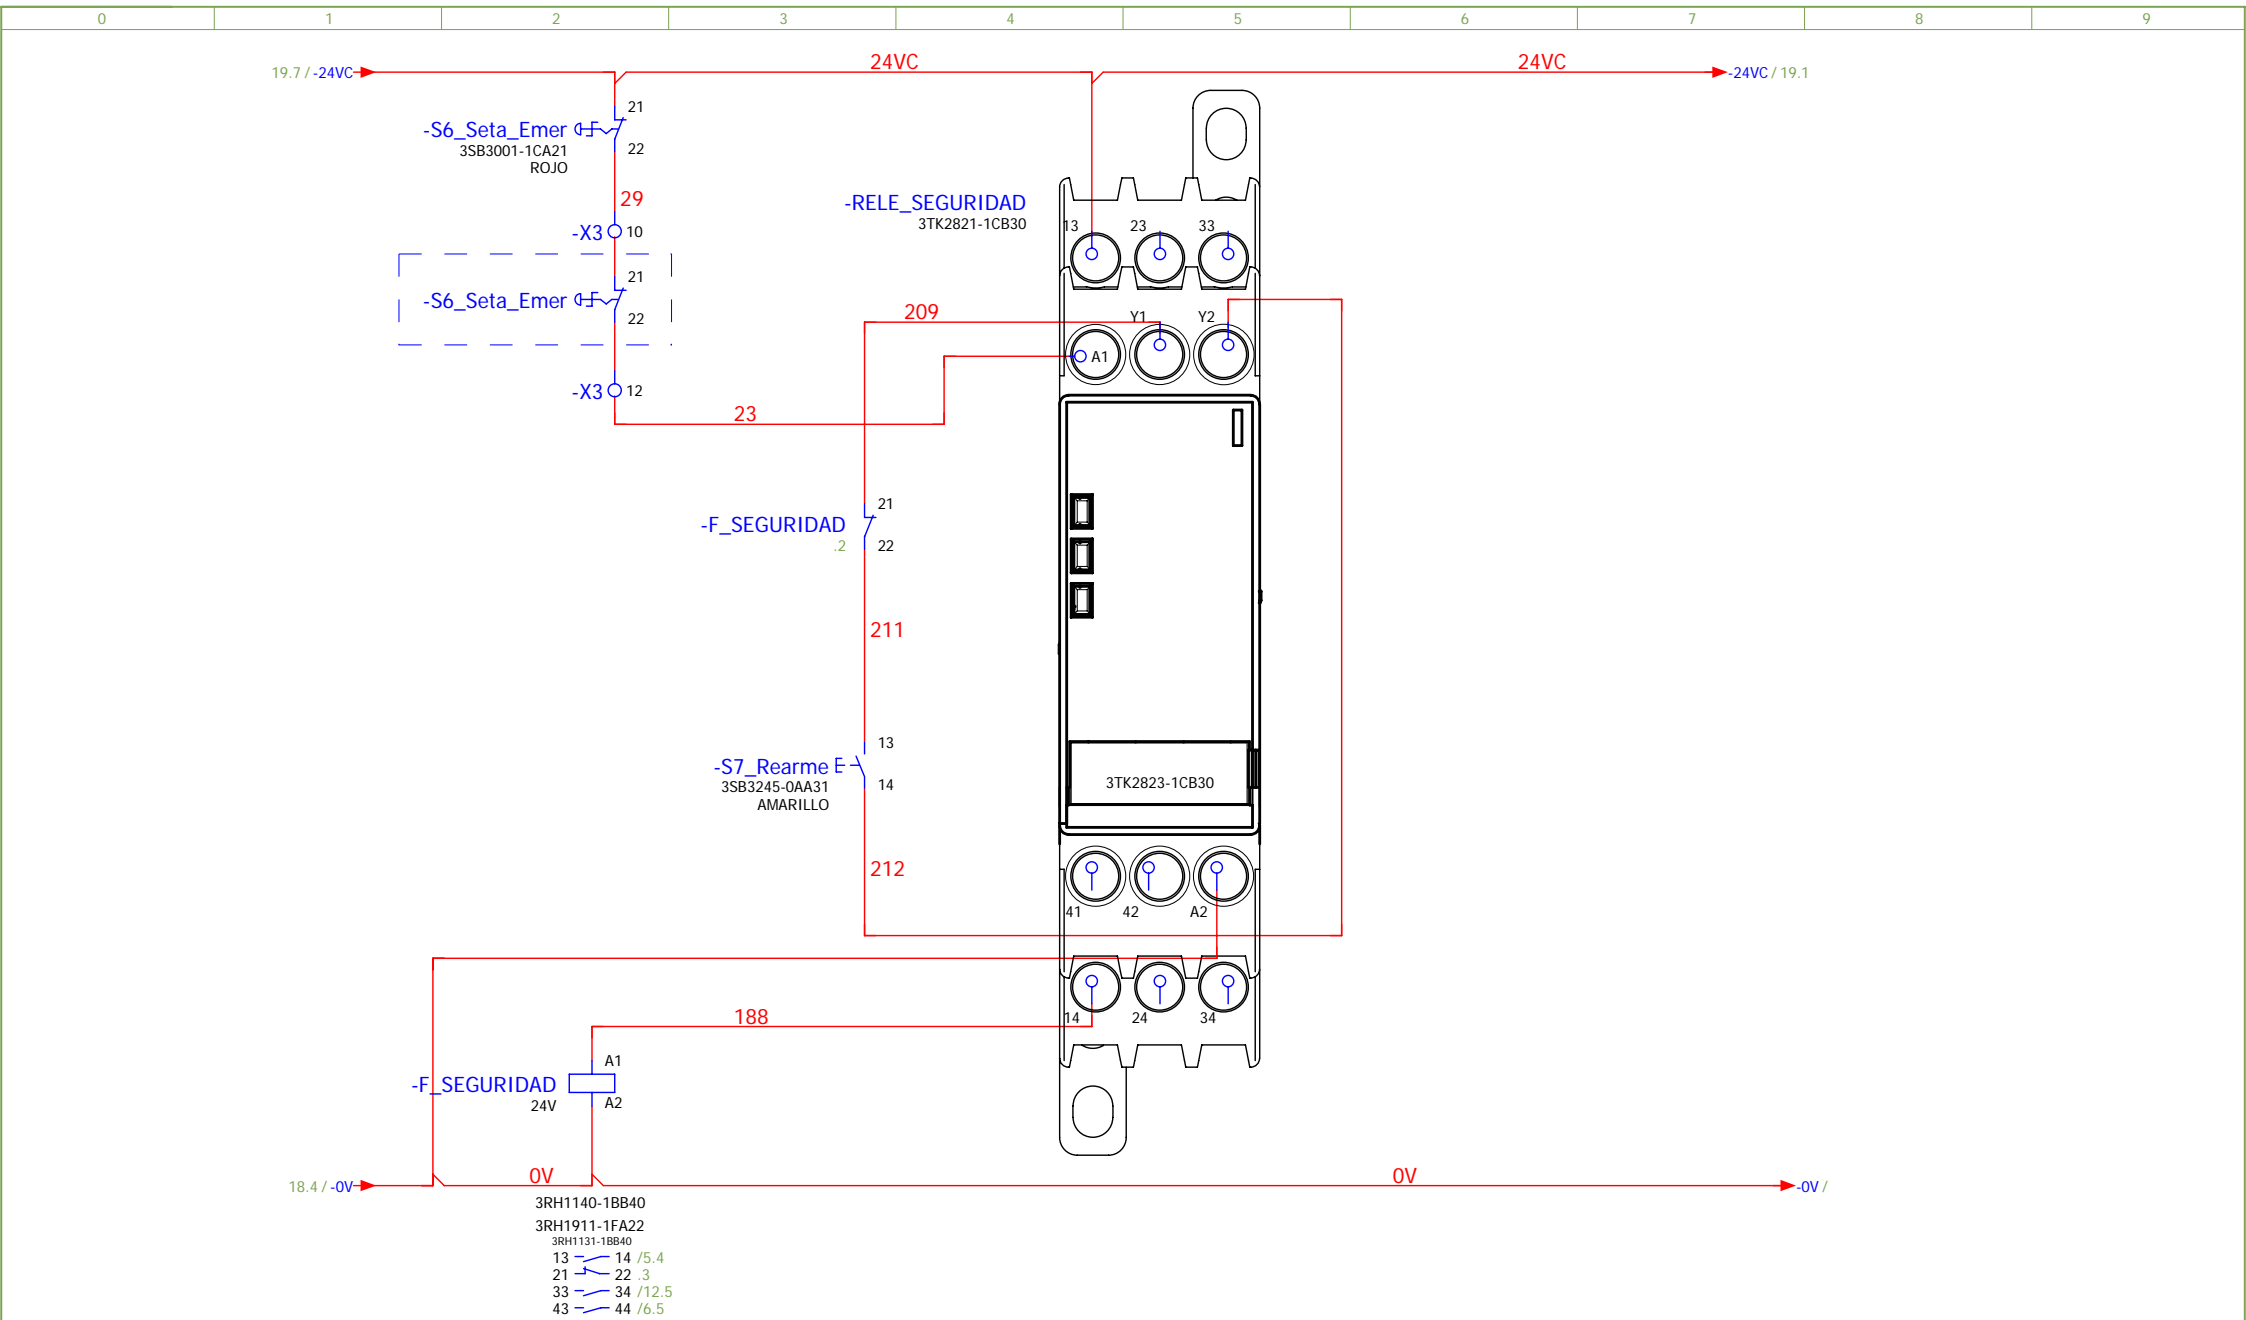 0 1 2 3 4 5 6 7 8 9
19.7 / -24VC
24VC
24VC
-24VC / 19.1
21
-S6_Seta_Emer
3SB3001-1CA21
ROJO
22
29
-X3 10
21
-S6_Seta_Emer
22
-X3 12
23
-RELE_SEGURIDAD
3TK2821-1CB30
13 23 33
209
Y1 Y2
A1
21
-F_SEGURIDAD
.2
22
211
13
-S7_Rearme
3SB3245-0AA31
AMARILLO
14
212
3TK2823-1CB30
41 42 A2
14 24 34
188
A1
-F_SEGURIDAD
24V
A2
18.4 / -0V
0V
0V
-0V /
3RH1140-1BB40
3RH1911-1FA22
3RH1131-1BB40
13 14 /5.4
21 22 .3
33 34 /12.5
43 44 /6.5